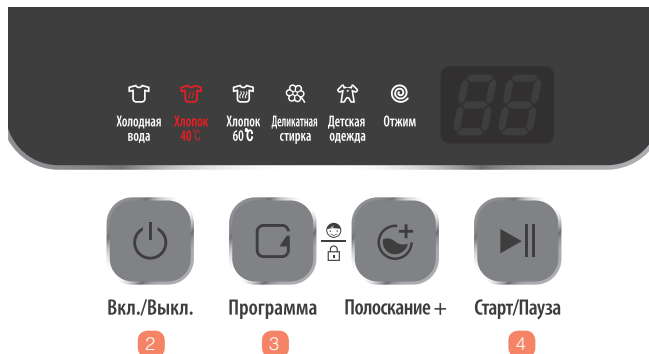 Холодная вода
Хлопок 40℃
Хлопок 60℃
Деликатная стирка
Детская одежда
Отжим
88
Вкл./Выкл.
Программа
Полоскание +
Старт/Пауза
2
3
4